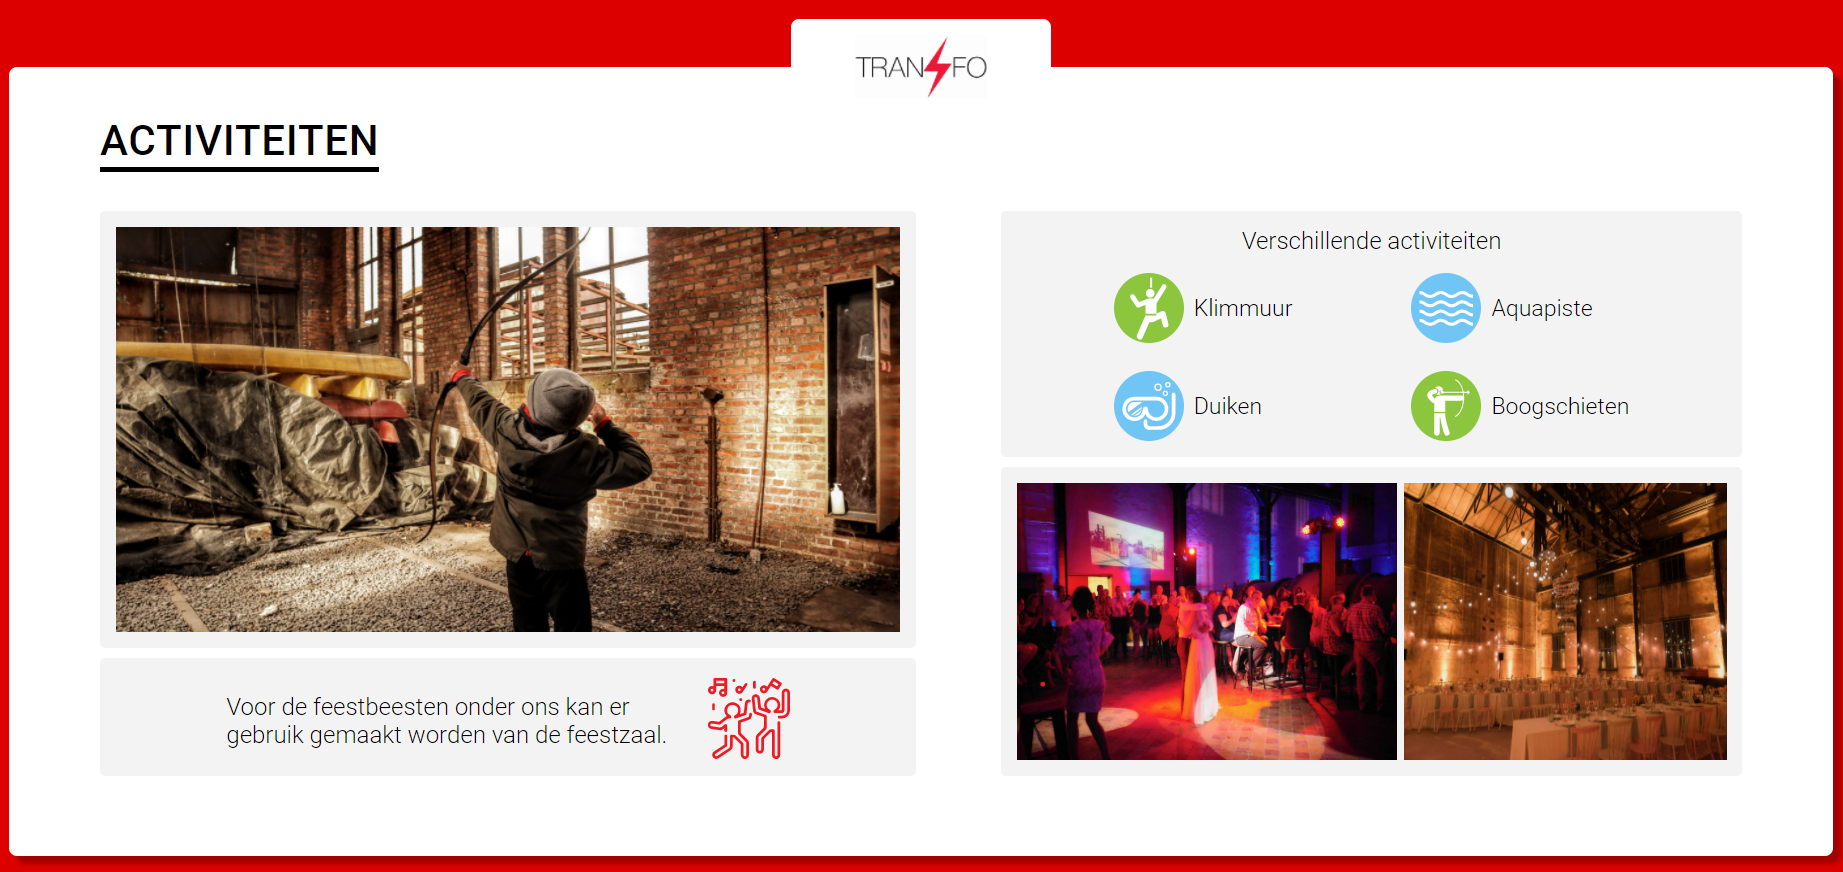 TRANSFO
ACTIVITEITEN
Verschillende activiteiten
Klimmuur
Aquapiste
Duiken
Boogschieten
Voor de feestbeesten onder ons kan er
gebruik gemaakt worden van de feestzaal.